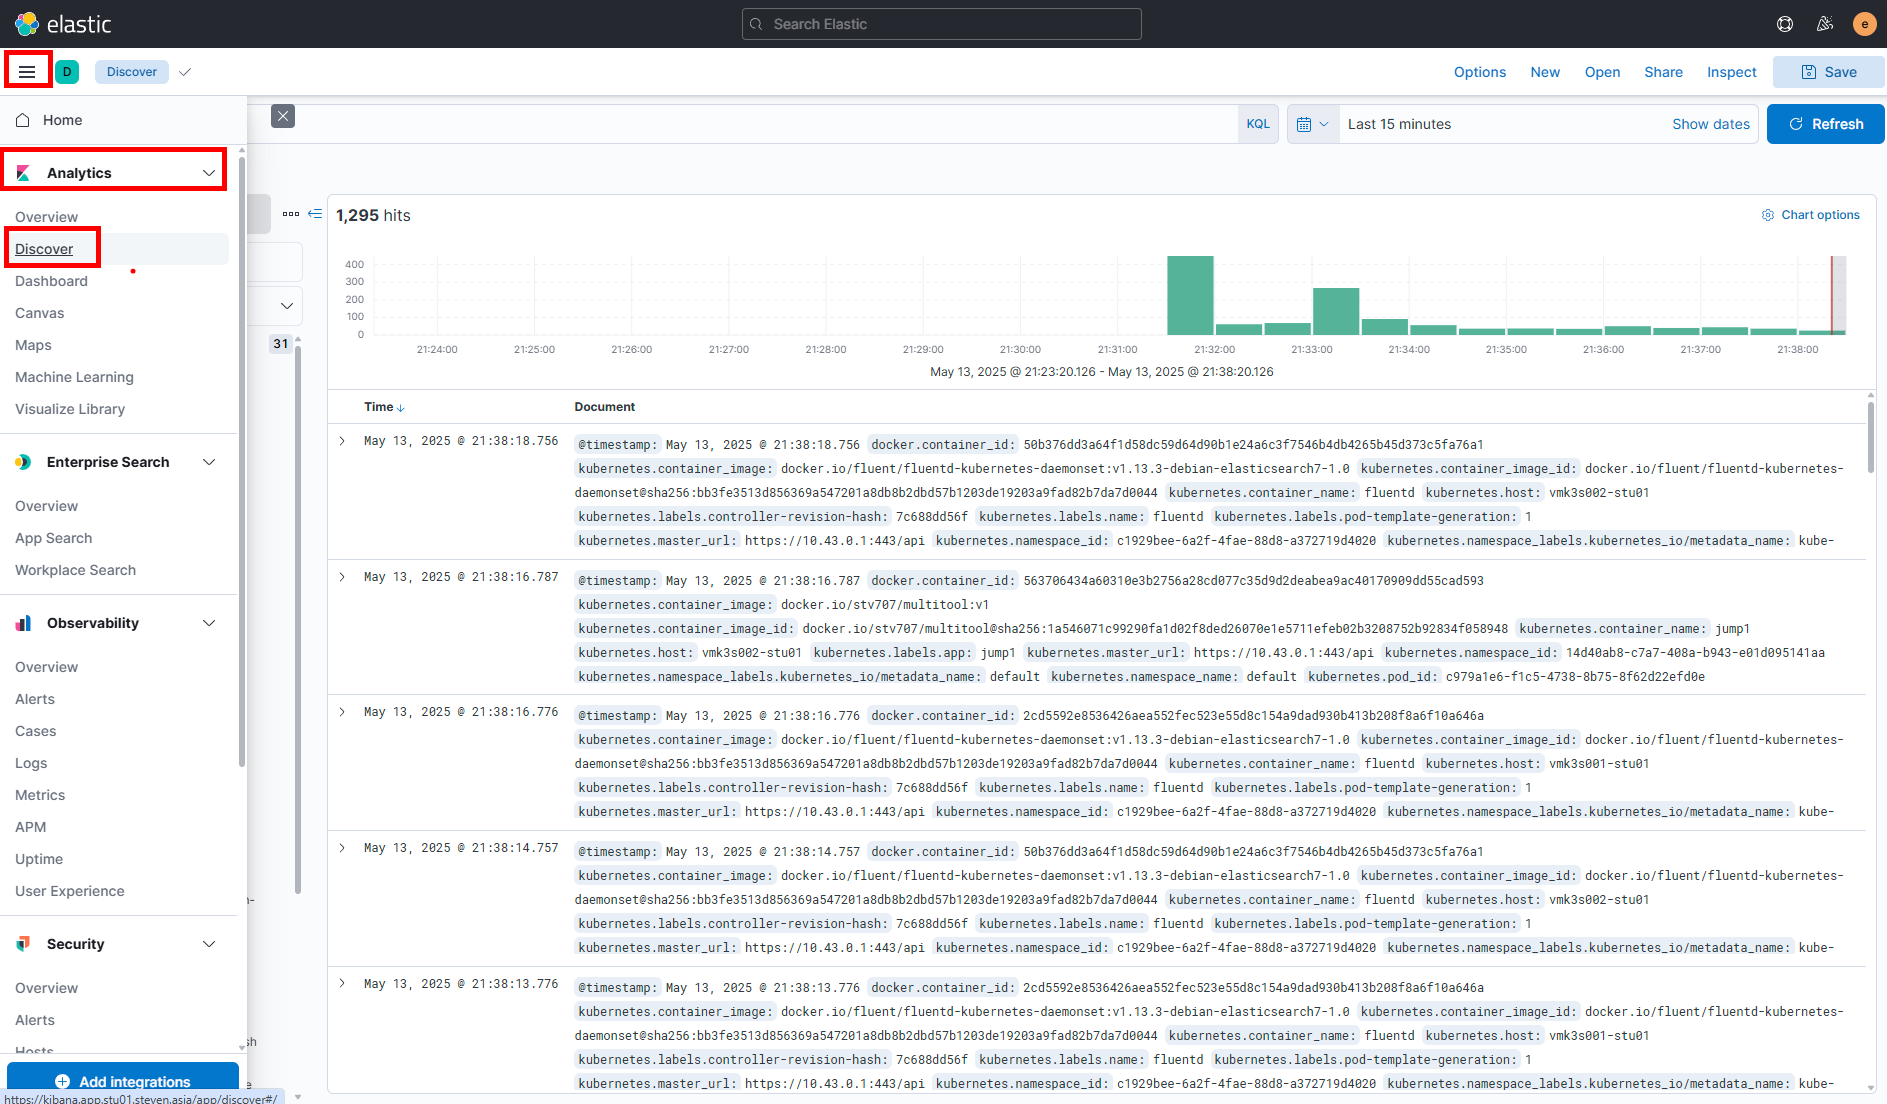 elastic
Search Elastic
e
D
Discover
Options
New
Open
Share
Inspect
Save
Home
KQL
Last 15 minutes
Show dates
Refresh
Analytics
Overview
Discover
Dashboard
Canvas
Maps
Machine Learning
Visualize Library
Enterprise Search
Overview
App Search
Workplace Search
Observability
Overview
Alerts
Cases
Logs
Metrics
APM
Uptime
User Experience
Security
Overview
Alerts
Hosts
Add integrations
https://kibana.app.stu01.steven.asia/app/discover#/
31
1,295 hits
Chart options
400
300
200
100
0
21:24:00 21:25:00 21:26:00 21:27:00 21:28:00 21:29:00 21:30:00 21:31:00 21:32:00 21:33:00 21:34:00 21:35:00 21:36:00 21:37:00 21:38:00
May 13, 2025 @ 21:23:20.126 - May 13, 2025 @ 21:38:20.126
Time Document
May 13, 2025 @ 21:38:18.756 @timestamp: May 13, 2025 @ 21:38:18.756 docker.container_id: 50b376dd3a64f1d58dc59d64d90b1e24a6c3f7546b4db4265b45d373c5fa76a1
kubernetes.container_image: docker.io/fluent/fluentd-kubernetes-daemonset:v1.13.3-debian-elasticsearch7-1.0 kubernetes.container_image_id: docker.io/fluent/fluentd-kubernetes-
daemonset@sha256:bb3fe3513d856369a547201a8db8b2dbd57b1203de19203a9fad82b7da7d0044 kubernetes.container_name: fluentd kubernetes.host: vmk3s002-stu01
kubernetes.labels.controller-revision-hash: 7c688dd56f kubernetes.labels.name: fluentd kubernetes.labels.pod-template-generation: 1
kubernetes.master_url: https://10.43.0.1:443/api kubernetes.namespace_id: c1929bee-6a2f-4fae-88d8-a372719d4020 kubernetes.namespace_labels.kubernetes_io/metadata_name: kube-
May 13, 2025 @ 21:38:16.787 @timestamp: May 13, 2025 @ 21:38:16.787 docker.container_id: 563706434a60310e3b2756a28cd077c35d9d2deabea9ac40170909dd55cad593
kubernetes.container_image: docker.io/stv707/multitool:v1
kubernetes.container_image_id: docker.io/stv707/multitool@sha256:1a546071c99290fa1d02f8ded26070e1e5711efeb02b3208752b92834f058948 kubernetes.container_name: jump1
kubernetes.host: vmk3s002-stu01 kubernetes.labels.app: jump1 kubernetes.master_url: https://10.43.0.1:443/api kubernetes.namespace_id: 14d40ab8-c7a7-408a-b943-e01d095141aa
kubernetes.namespace_labels.kubernetes_io/metadata_name: default kubernetes.namespace_name: default kubernetes.pod_id: c979a1e6-f1c5-4738-8b75-8f62d22efd0e
May 13, 2025 @ 21:38:16.776 @timestamp: May 13, 2025 @ 21:38:16.776 docker.container_id: 2cd5592e8536426aea552fec523e55d8c154a9dad930b413b208f8a6f10a646a
kubernetes.container_image: docker.io/fluent/fluentd-kubernetes-daemonset:v1.13.3-debian-elasticsearch7-1.0 kubernetes.container_image_id: docker.io/fluent/fluentd-kubernetes-
daemonset@sha256:bb3fe3513d856369a547201a8db8b2dbd57b1203de19203a9fad82b7da7d0044 kubernetes.container_name: fluentd kubernetes.host: vmk3s001-stu01
kubernetes.labels.controller-revision-hash: 7c688dd56f kubernetes.labels.name: fluentd kubernetes.labels.pod-template-generation: 1
kubernetes.master_url: https://10.43.0.1:443/api kubernetes.namespace_id: c1929bee-6a2f-4fae-88d8-a372719d4020 kubernetes.namespace_labels.kubernetes_io/metadata_name: kube-
May 13, 2025 @ 21:38:14.757 @timestamp: May 13, 2025 @ 21:38:14.757 docker.container_id: 50b376dd3a64f1d58dc59d64d90b1e24a6c3f7546b4db4265b45d373c5fa76a1
kubernetes.container_image: docker.io/fluent/fluentd-kubernetes-daemonset:v1.13.3-debian-elasticsearch7-1.0 kubernetes.container_image_id: docker.io/fluent/fluentd-kubernetes-
daemonset@sha256:bb3fe3513d856369a547201a8db8b2dbd57b1203de19203a9fad82b7da7d0044 kubernetes.container_name: fluentd kubernetes.host: vmk3s002-stu01
kubernetes.labels.controller-revision-hash: 7c688dd56f kubernetes.labels.name: fluentd kubernetes.labels.pod-template-generation: 1
kubernetes.master_url: https://10.43.0.1:443/api kubernetes.namespace_id: c1929bee-6a2f-4fae-88d8-a372719d4020 kubernetes.namespace_labels.kubernetes_io/metadata_name: kube-
May 13, 2025 @ 21:38:13.776 @timestamp: May 13, 2025 @ 21:38:13.776 docker.container_id: 2cd5592e8536426aea552fec523e55d8c154a9dad930b413b208f8a6f10a646a
kubernetes.container_image: docker.io/fluent/fluentd-kubernetes-daemonset:v1.13.3-debian-elasticsearch7-1.0 kubernetes.container_image_id: docker.io/fluent/fluentd-kubernetes-
daemonset@sha256:bb3fe3513d856369a547201a8db8b2dbd57b1203de19203a9fad82b7da7d0044 kubernetes.container_name: fluentd kubernetes.host: vmk3s001-stu01
kubernetes.labels.controller-revision-hash: 7c688dd56f kubernetes.labels.name: fluentd kubernetes.labels.pod-template-generation: 1
kubernetes.master_url: https://10.43.0.1:443/api kubernetes.namespace_id: c1929bee-6a2f-4fae-88d8-a372719d4020 kubernetes.namespace_labels.kubernetes_io/metadata_name: kube-